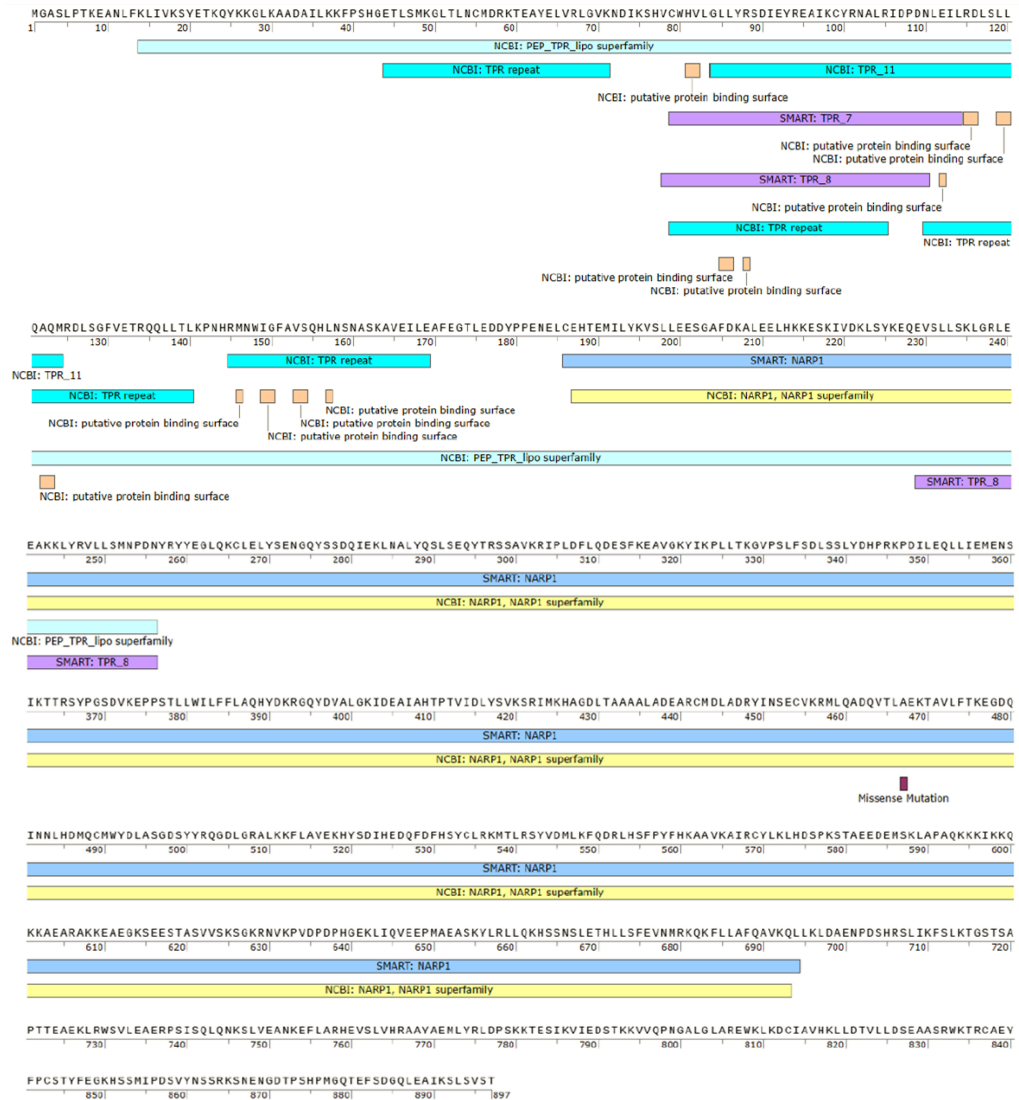 MGASLPTKEANLFKLIVKSYETKQYKKGLKAADAILKKFPSHGETLSMKGLTLNCMDRKTEAYELVRLGVKNDIKSHVCWHVLGLLYRSDIEYREAIKCYRNALRIDPDNLEILRDLSLL
1 10 20 30 40 50 60 70 80 90 100 110 120
NCBI: PEP_TPR_lipo superfamily
NCBI: TPR repeat NCBI: TPR_11
NCBI: putative protein binding surface
SMART: TPR_7
NCBI: putative protein binding surface
NCBI: putative protein binding surface
SMART: TPR_8
NCBI: putative protein binding surface
NCBI: TPR repeat
NCBI: TPR repeat
NCBI: putative protein binding surface
NCBI: putative protein binding surface
QAQMRDLSGFVETRQQLLTLKPNHRMNWIGFAVSQHLNSNASKAVEILEAFEGTLEDDYPPENELCEHTEMILYKVSLLEESGAFDKALEELHKKESKIVDKLSYKEQEVSLLSKLGRLE
130 140 150 160 170 180 190 200 210 220 230 240
NCBI: TPR repeat SMART: NARP1
NCBI: TPR_11
NCBI: TPR repeat NCBI: NARP1, NARP1 superfamily
NCBI: putative protein binding surface
NCBI: putative protein binding surface NCBI: putative protein binding surface
NCBI: putative protein binding surface
NCBI: PEP_TPR_lipo superfamily
SMART: TPR_8
NCBI: putative protein binding surface
EAKKLYRVLLSMNPDNYRYYEGLQKCLELYSENGQYSSDQIEKLNALYQSLSEQYTRSSAVKRIPLDFLQDESFKEAVGKYIKPLLTKGVPSLFSDLSSLYDHPRKPDILEQLLIEMENS
250 260 270 280 290 300 310 320 330 340 350 360
SMART: NARP1
NCBI: NARP1, NARP1 superfamily
NCBI: PEP_TPR_lipo superfamily
SMART: TPR_8
IKTTRSYPGSDVKEPPSTLLWILFFLAQHYDKRGQYDVALGKIDEAIAHTPTVIDLYSVKSRIMKHAGDLTAAAALADEARCMDLADRYINSECVKRMLQADQVTLAEKTAVLFTKEGDQ
370 380 390 400 410 420 430 440 450 460 470 480
SMART: NARP1
NCBI: NARP1, NARP1 superfamily
Missense Mutation
INNLHDMQCMWYDLASGDSYYRQGDLGRALKKFLAVEKHYSDIHEDQFDFHSYCLRKMTLRSYVDMLKFQDRLHSFPYFHKAAVKAIRCYLKLHDSPKSTAEEDEMSKLAPAQKKKIKKQ
490 500 510 520 530 540 550 560 570 580 590 600
SMART: NARP1
NCBI: NARP1, NARP1 superfamily
KKAEARAKKEAEGKSEESTASVVSKSGKRNVKPVDPDPHGEKLIQVEEPMAEASKYLRLLQKHSSNSLETHLLSFEVNMRKQKFLLAFQAVKQLLKLDAENPDSHRSLIKFSLKTGSTSA
610 620 630 640 650 660 670 680 690 700 710 720
SMART: NARP1
NCBI: NARP1, NARP1 superfamily
PTTEAEKLRWSVLEAERPSISQLQNKSLVEANKEFLARHEVSLVHRAAYAEMLYRLDPSKKTESIKVIEDSTKKVVQPNGALGLAREWKLKDCIAVHKLLDTVLLDSEAASRWKTRCAEY
730 740 750 760 770 780 790 800 810 820 830 840
FPCSTYFEGKHSSMIPDSVYNSSRKSNENGDTPSHPMGQTEFSDGQLEAIKSLSVST
850 860 870 880 890 897